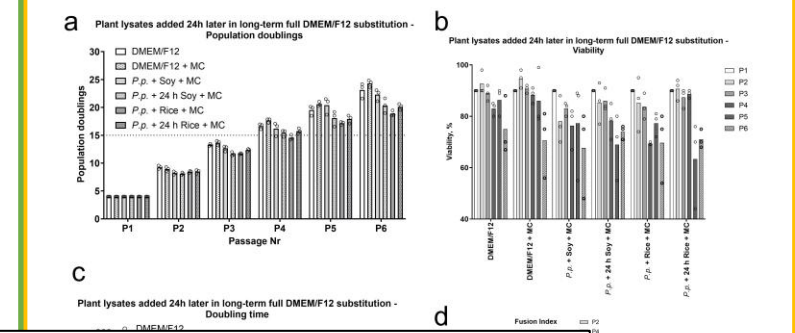 a
Plant lysates added 24h later in long-term full DMEM/F12 substitution -
Population doublings
Population doublings
30
25
20
15
10
5
0
DMEM/F12
DMEM/F12 + MC
P.p. + Soy + MC
P.p. + 24h Soy + MC
P.p. + Rice + MC
P.p. + 24h Rice + MC
P1 P2 P3 P4 P5 P6
Passage Nr
b
Plant lysates added 24h later in long-term full DMEM/F12 substitution -
Viability
Viability, %
100
80
60
40
P1
P2
P3
P4
P5
P6
DMEM/F12
DMEM/F12 + MC
P.p. + Soy + MC
P.p. + 24 h Soy + MC
P.p. + Rice + MC
P.p. + 24 h Rice + MC
c
Plant lysates added 24h later in long-term full DMEM/F12 substitution -
Doubling time
DMEM/F12
d
Fusion Index
P2